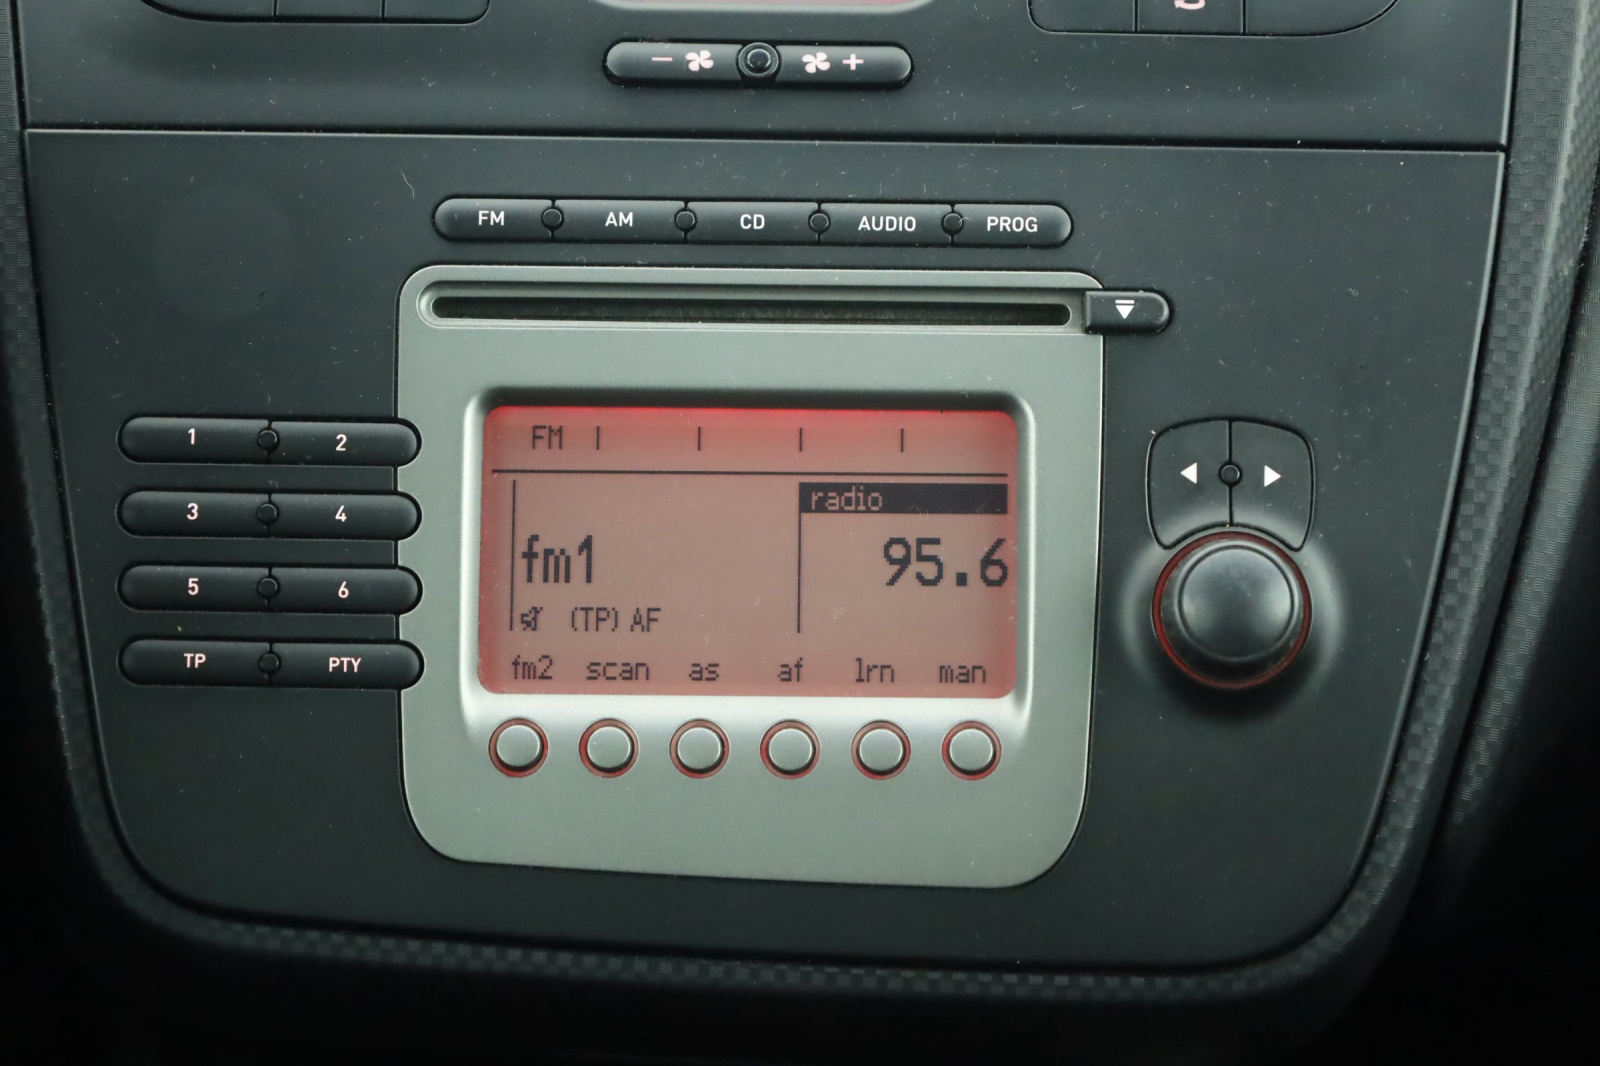 - +
FM AM CD AUDIO PROG
FM
radio
1 2
3 4
fm1 95.6
5 6
(TP) AF
TP PTY
fm2 scan as af lrn man